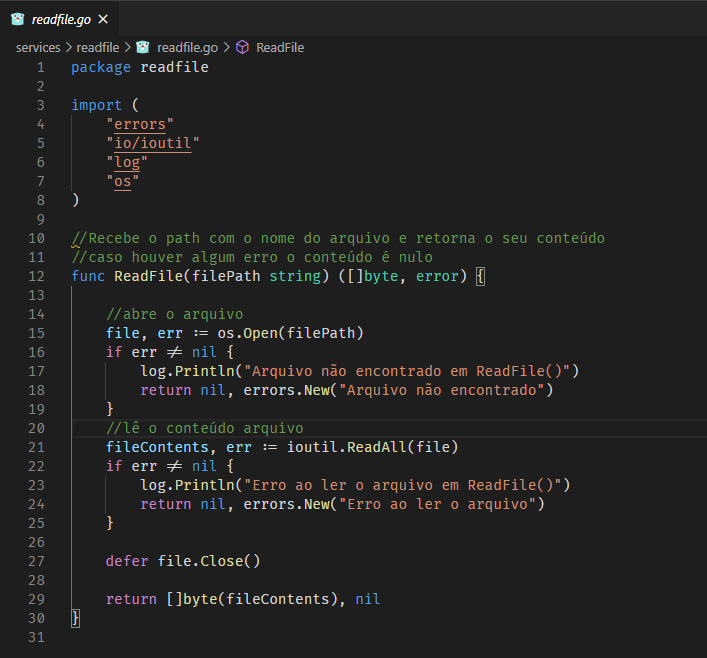 readfile.go ×
services > readfile > readfile.go > ReadFile
1 package readfile
2
3 import (
4 "errors"
5 "io/ioutil"
6 "log"
7 "os"
8 )
9
10 //Recebe o path com o nome do arquivo e retorna o seu conteúdo
11 //caso houver algum erro o conteúdo é nulo
12 func ReadFile(filePath string) ([]byte, error) {
13
14 //abre o arquivo
15 file, err := os.Open(filePath)
16 if err != nil {
17 log.Println("Arquivo não encontrado em ReadFile()")
18 return nil, errors.New("Arquivo não encontrado")
19 }
20 //lê o conteúdo arquivo
21 fileContents, err := ioutil.ReadAll(file)
22 if err != nil {
23 log.Println("Erro ao ler o arquivo em ReadFile()")
24 return nil, errors.New("Erro ao ler o arquivo")
25 }
26
27 defer file.Close()
28
29 return []byte(fileContents), nil
30 }
31